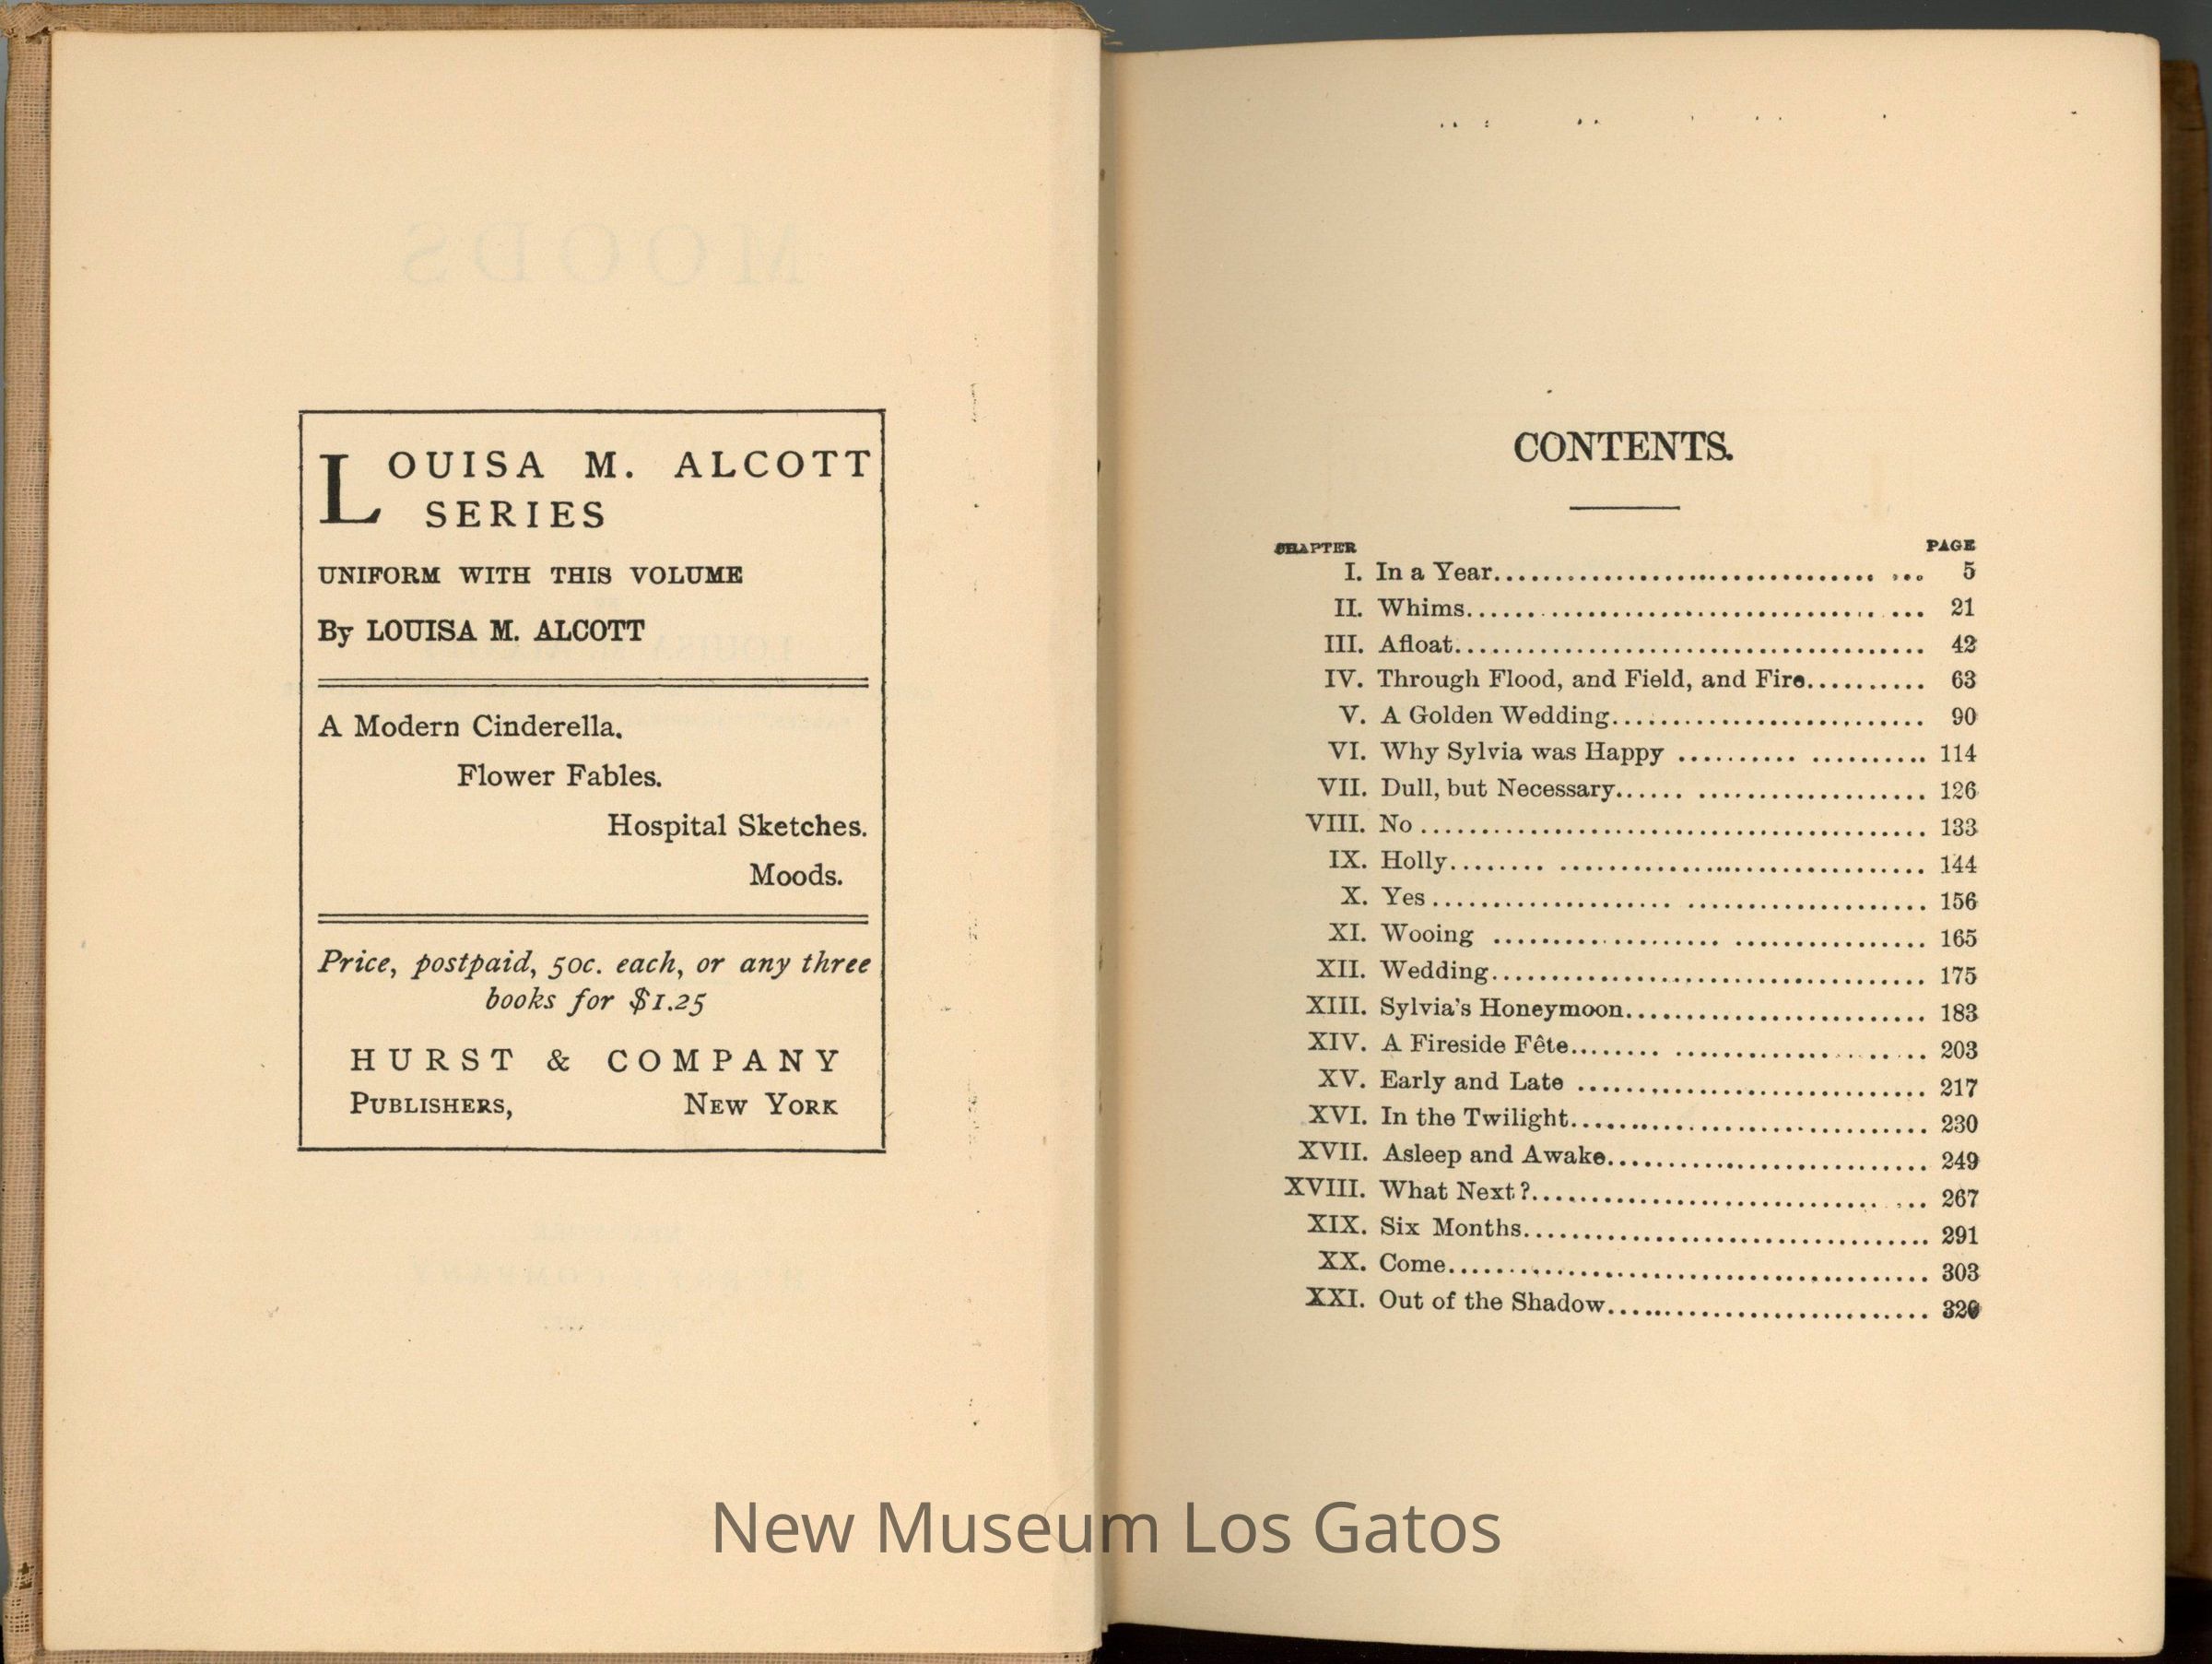 LOUISA M. ALCOTT
SERIES
UNIFORM WITH THIS VOLUME
By LOUISA M. ALCOTT
A Modern Cinderella.
Flower Fables.
Hospital Sketches.
Moods.
Price, postpaid, 50c. each, or any three
books for $1.25
HURST & COMPANY
PUBLISHERS, NEW YORK
CONTENTS.
CHAPTER PAGE
I. In a Year 5
II. Whims 21
III. Afloat 42
IV. Through Flood, and Field, and Fire 63
V. A Golden Wedding 90
VI. Why Sylvia was Happy 114
VII. Dull, but Necessary 126
VIII. No 133
IX. Holly 144
X. Yes 156
XI. Wooing 165
XII. Wedding 175
XIII. Sylvia's Honeymoon 183
XIV. A Fireside Fête 203
XV. Early and Late 217
XVI. In the Twilight 230
XVII. Asleep and Awake 249
XVIII. What Next? 267
XIX. Six Months 291
XX. Come 303
XXI. Out of the Shadow
New Museum Los Gatos